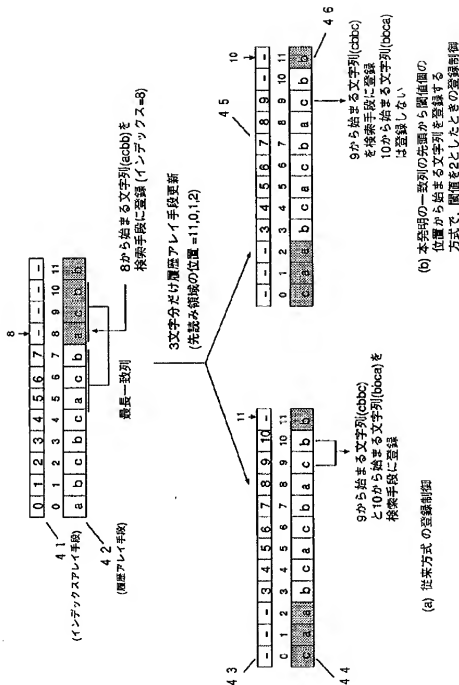 8
0 1 2 3 4 5 6 7 - - - -
0 1 2 3 4 5 6 7 8 9 10 11
a b c b c a c b a c b b
41
(インデックスアレイ手段)
42
(履歴アレイ手段)
最長一致列
8から始まる文字列(acbb)を
検索手段に登録 (インデックス=8)
3文字分だけ履歴アレイ手段更新
(先読み領域の位置 =11,0,1,2)
43
11
- - - 3 4 5 6 7 8 9 10 -
0 1 2 3 4 5 6 7 8 9 10 11
c a a b c a c b a c b b
44
9から始まる文字列(cbbc)
と10から始まる文字列(bbca)を
検索手段に登録
(a) 従来方式 の登録制御
45
10
- - - 3 4 5 6 7 8 9 - -
0 1 2 3 4 5 6 7 8 9 10 11
c a a b c a c b a c b b
46
9から始まる文字列(cbbc)
を検索手段に登録
10から始まる文字列(bbca)
は登録しない
(b) 本発明の一致列の先頭から閾値個の
位置から始まる文字列を登録する
方式で、閾値を2としたときの登録制御